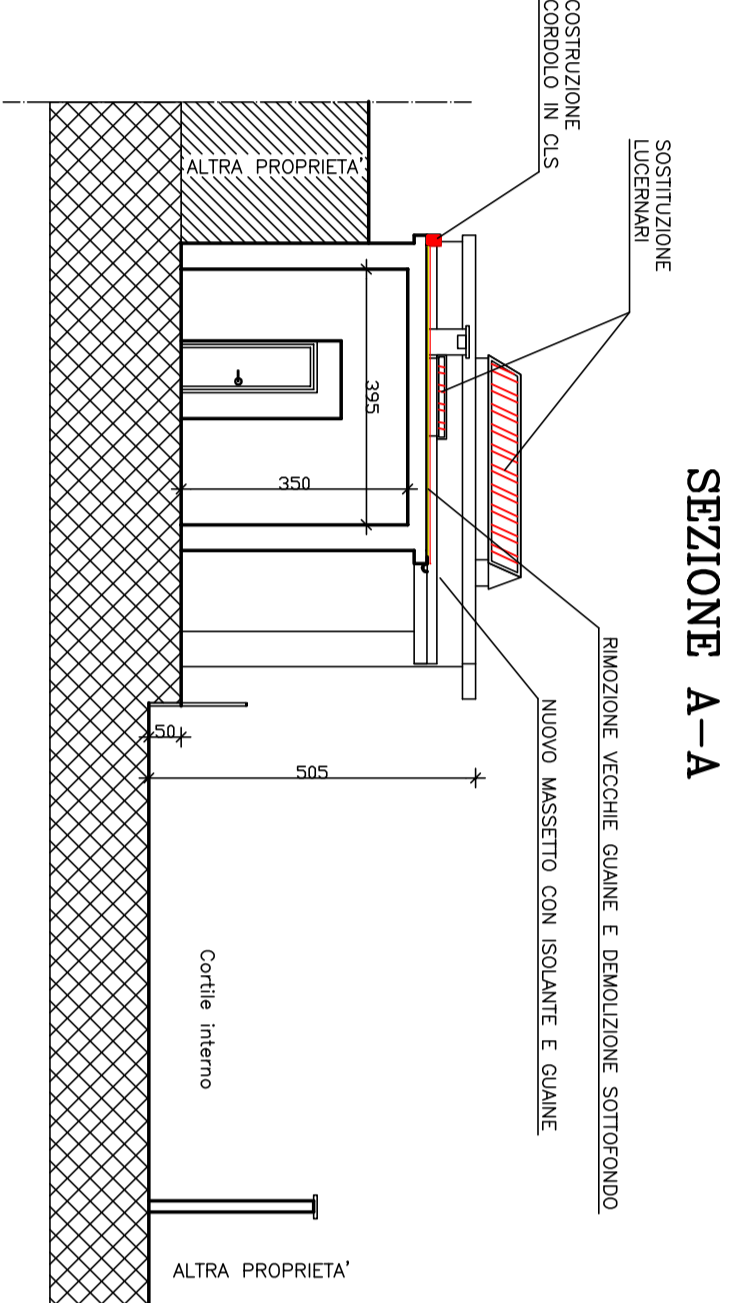 SEZIONE A-A
SOSTITUZIONE
LUCERNARI
RIMOZIONE VECCHIE GUAINE E DEMOLIZIONE SOTTOFONDO
COSTRUZIONE
CORDOLO IN CLS
NUOVO MASSETTO CON ISOLANTE E GUAINE
ALTRA PROPRIETA'
395
350
50
505
Cortile interno
ALTRA PROPRIETA'